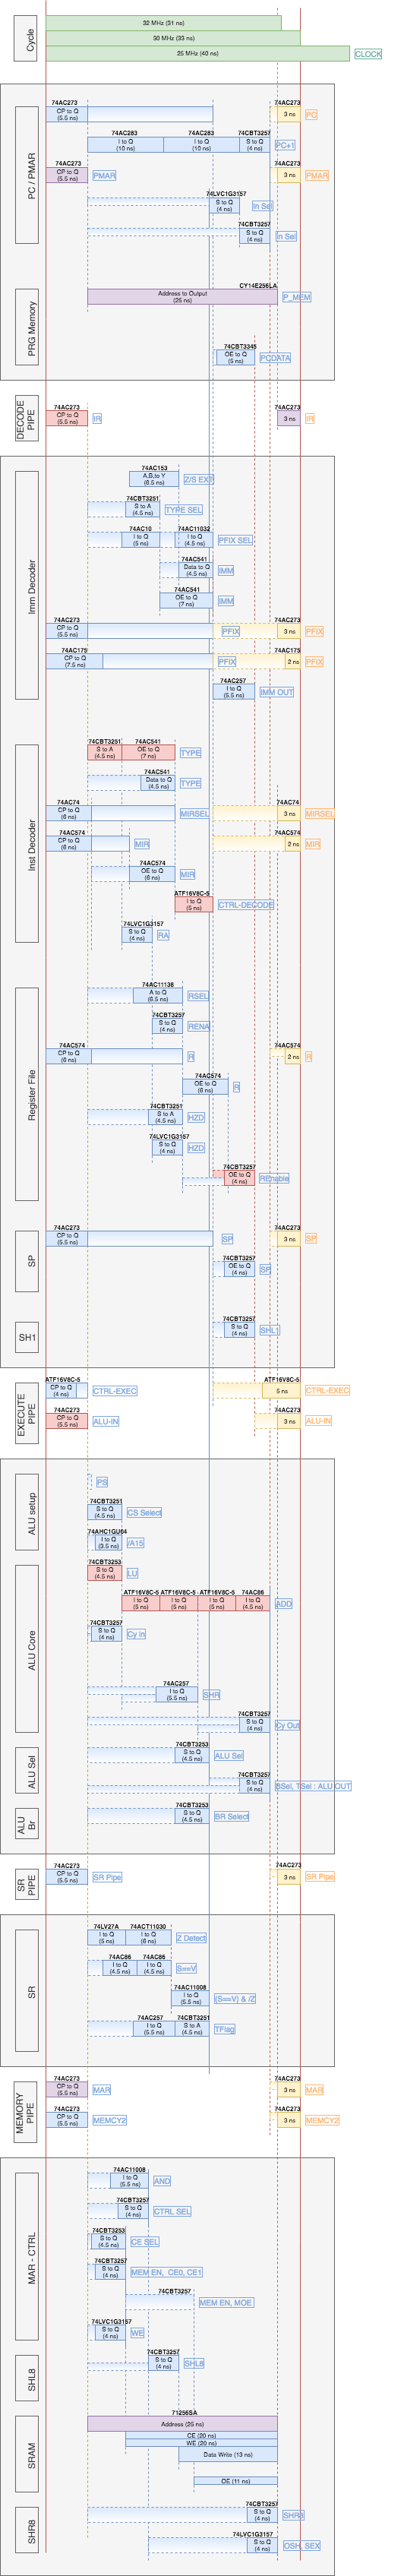 Cycle
32 MHz (31 ns)
30 MHz (33 ns)
25 MHz (40 ns)
CLOCK
PC / PMAR
74AC273
CP to Q
(5.5 ns)
74AC273
3 ns
PC
74AC283
I to Q
(10 ns)
74AC283
I to Q
(10 ns)
74CBT3257
S to Q
(4 ns)
PC+1
74AC273
CP to Q
(5.5 ns)
PMAR
74AC273
3 ns
PMAR
74LVC1G3157
S to Q
(4 ns)
In Sel
74CBT3257
S to Q
(4 ns)
In Sel
PRG Memory
CY14E256LA
Address to Output
(25 ns)
P_MEM
74CBT3345
OE to Q
(5 ns)
PCDATA
DECODE
PIPE
74AC273
CP to Q
(5.5 ns)
IR
74AC273
3 ns
IR
Imm Decoder
74AC153
A,B,to Y
(6.5 ns)
Z/S EXT
74CBT3251
S to A
(4.5 ns)
TYPE SEL
74AC10
I to Q
(5 ns)
74AC11032
I to Q
(4.5 ns)
PFIX SEL
74AC541
Data to Q
(4.5 ns)
IMM
74AC541
OE to Q
(7 ns)
IMM
74AC273
CP to Q
(5.5 ns)
PFIX
74AC273
3 ns
PFIX
74AC175
CP to Q
(7.5 ns)
PFIX
74AC175
2 ns
PFIX
74AC257
I to Q
(5.5 ns)
IMM OUT
Inst Decoder
74CBT3251
S to A
(4.5 ns)
74AC541
OE to Q
(7 ns)
TYPE
74AC541
Data to Q
(4.5 ns)
TYPE
74AC74
CP to Q
(6 ns)
MIRSEL
74AC74
3 ns
MIRSEL
74AC574
CP to Q
(6 ns)
MIR
74AC574
2 ns
MIR
74AC574
OE to Q
(6 ns)
MIR
ATF16V8C-5
I to Q
(5 ns)
CTRL-DECODE
74LVC1G3157
S to Q
(4 ns)
RA
Register File
74AC11138
A to Q
(6.5 ns)
RSEL
74CBT3257
S to Q
(4 ns)
RENA
74AC574
CP to Q
(6 ns)
R
74AC574
2 ns
R
74AC574
OE to Q
(6 ns)
R
74CBT3251
S to A
(4.5 ns)
HZD
74LVC1G3157
S to Q
(4 ns)
HZD
74CBT3257
OE to Q
(4 ns)
REnable
SP
74AC273
CP to Q
(5.5 ns)
SP
74AC273
3 ns
SP
74CBT3257
OE to Q
(4 ns)
SP
SH1
74CBT3257
S to Q
(4 ns)
SHL1
EXECUTE
PIPE
ATF16V8C-5
CP to Q
(4 ns)
CTRL-EXEC
ATF16V8C-5
5 ns
CTRL-EXEC
74AC273
CP to Q
(5.5 ns)
ALU-IN
74AC273
3 ns
ALU-IN
ALU setup
PS
74CBT3251
S to Q
(4.5 ns)
CS Select
74AHC1GU04
I to Q
(3.5 ns)
/A15
ALU Core
74CBT3253
S to Q
(4.5 ns)
LU
ATF16V8C-5
I to Q
(5 ns)
ATF16V8C-5
I to Q
(5 ns)
ATF16V8C-5
I to Q
(5 ns)
74AC86
I to Q
(4.5 ns)
ADD
74CBT3257
S to Q
(4 ns)
Cy in
74AC257
I to Q
(5.5 ns)
SHR
74CBT3257
S to Q
(4 ns)
Cy Out
ALU Sel
74CBT3253
S to Q
(4.5 ns)
ALU Sel
74CBT3257
S to Q
(4 ns)
BSel, TSel : ALU OUT
ALU
Br
74CBT3253
S to Q
(4.5 ns)
BR Select
SR
PIPE
74AC273
CP to Q
(5.5 ns)
SR Pipe
74AC273
3 ns
SR Pipe
SR
74LV27A
I to Q
(5 ns)
74ACT11030
I to Q
(6 ns)
Z Detect
74AC86
I to Q
(4.5 ns)
74AC86
I to Q
(4.5 ns)
S==V
74AC11008
I to Q
(5.5 ns)
(S==V) & /Z
74AC257
I to Q
(5.5 ns)
74CBT3251
S to A
(4.5 ns)
TFlag
MEMORY
PIPE
74AC273
CP to Q
(5.5 ns)
MAR
74AC273
3 ns
MAR
74AC273
CP to Q
(5.5 ns)
MEMCY2
74AC273
3 ns
MEMCY2
MAR - CTRL
74AC11008
I to Q
(5.5 ns)
AND
74CBT3257
S to Q
(4 ns)
CTRL SEL
74CBT3253
S to Q
(4.5 ns)
CE SEL
74CBT3257
S to Q
(4 ns)
MEM EN, CE0, CE1
74CBT3257
MEM EN, MOE
74LVC1G3157
S to Q
(4 ns)
WE
SHL8
74CBT3257
S to Q
(4 ns)
SHL8
SRAM
71256SA
Address (25 ns)
CE (20 ns)
WE (20 ns)
Data Write (13 ns)
OE (11 ns)
SHR8
74CBT3257
S to Q
(4 ns)
SHR8
74LVC1G3157
S to Q
(4 ns)
OSH, SEX